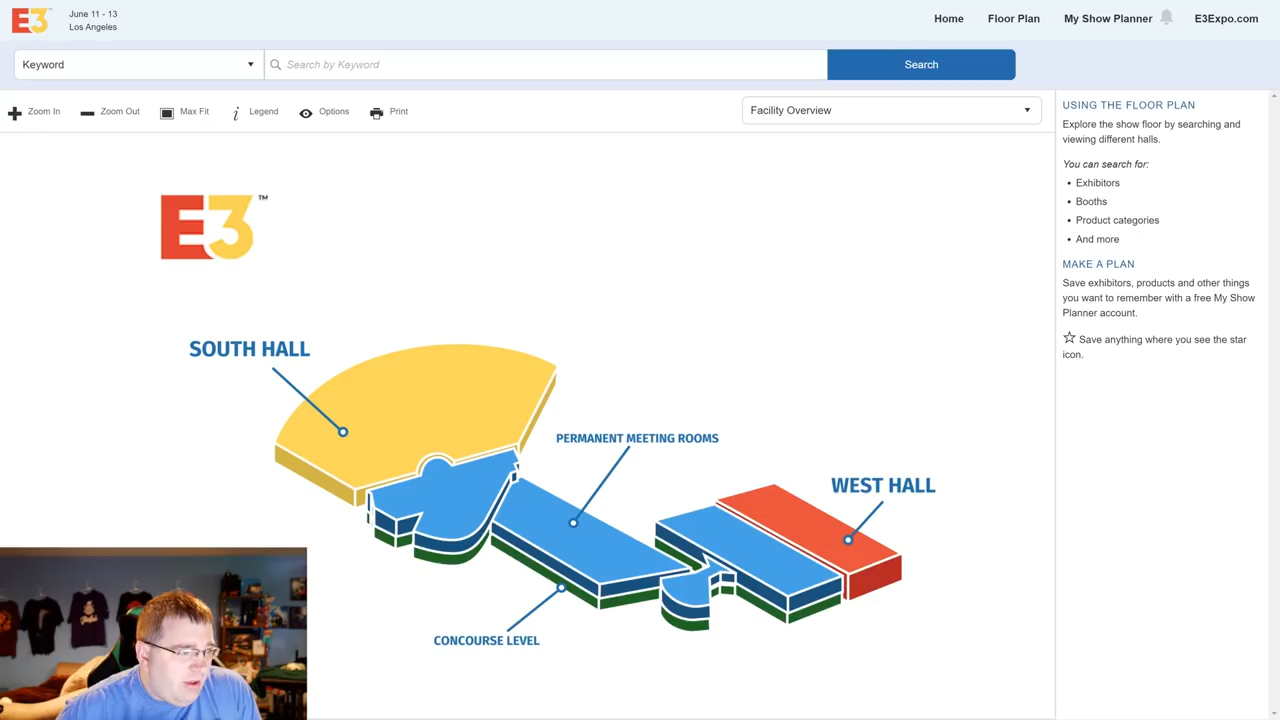 E3™
June 11 - 13
Los Angeles
Home
Floor Plan
My Show Planner
E3Expo.com
Keyword
Search by Keyword
Search
Zoom In
Zoom Out
Max Fit
Legend
Options
Print
Facility Overview
E3™
SOUTH HALL
PERMANENT MEETING ROOMS
WEST HALL
CONCOURSE LEVEL
USING THE FLOOR PLAN
Explore the show floor by searching and
viewing different halls.
You can search for:
• Exhibitors
• Booths
• Product categories
• And more
MAKE A PLAN
Save exhibitors, products and other things
you want to remember with a free My Show
Planner account.
Save anything where you see the star
icon.